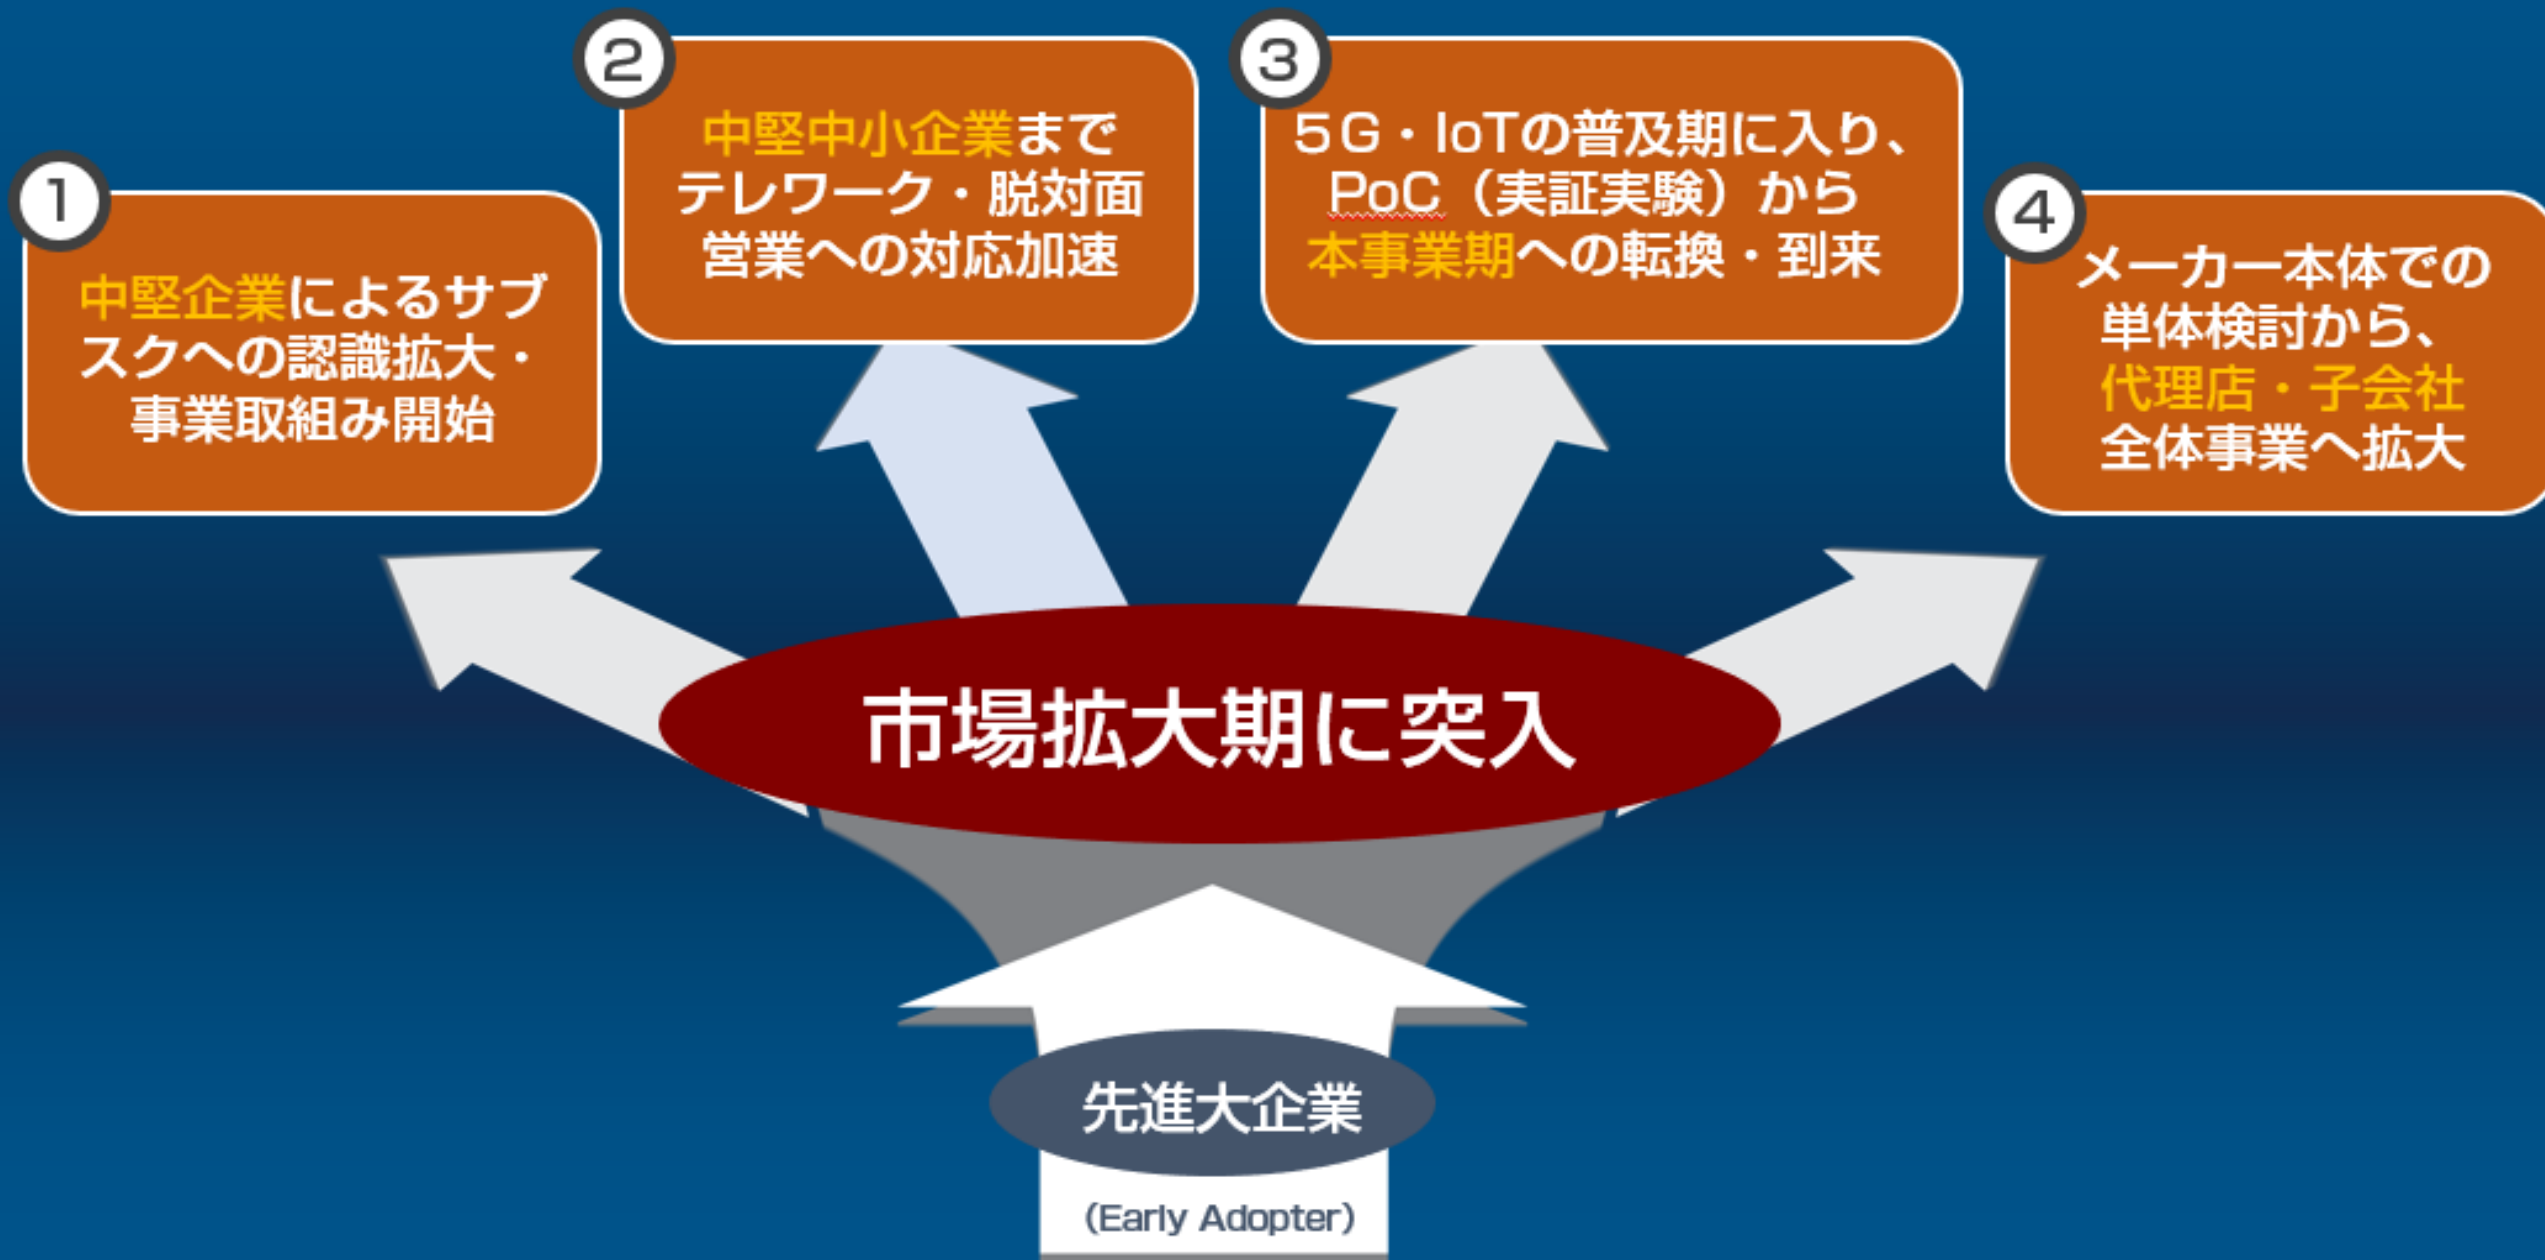 ①
中堅企業によるサブ
スクへの認識拡大・
事業取組み開始
②
中堅中小企業まで
テレワーク・脱対面
営業への対応加速
③
5G・IoTの普及期に入り、
PoC（実証実験）から
本事業期への転換・到来
④
メーカー本体での
単体検討から、
代理店・子会社
全体事業へ拡大
市場拡大期に突入
先進大企業
（Early Adopter）